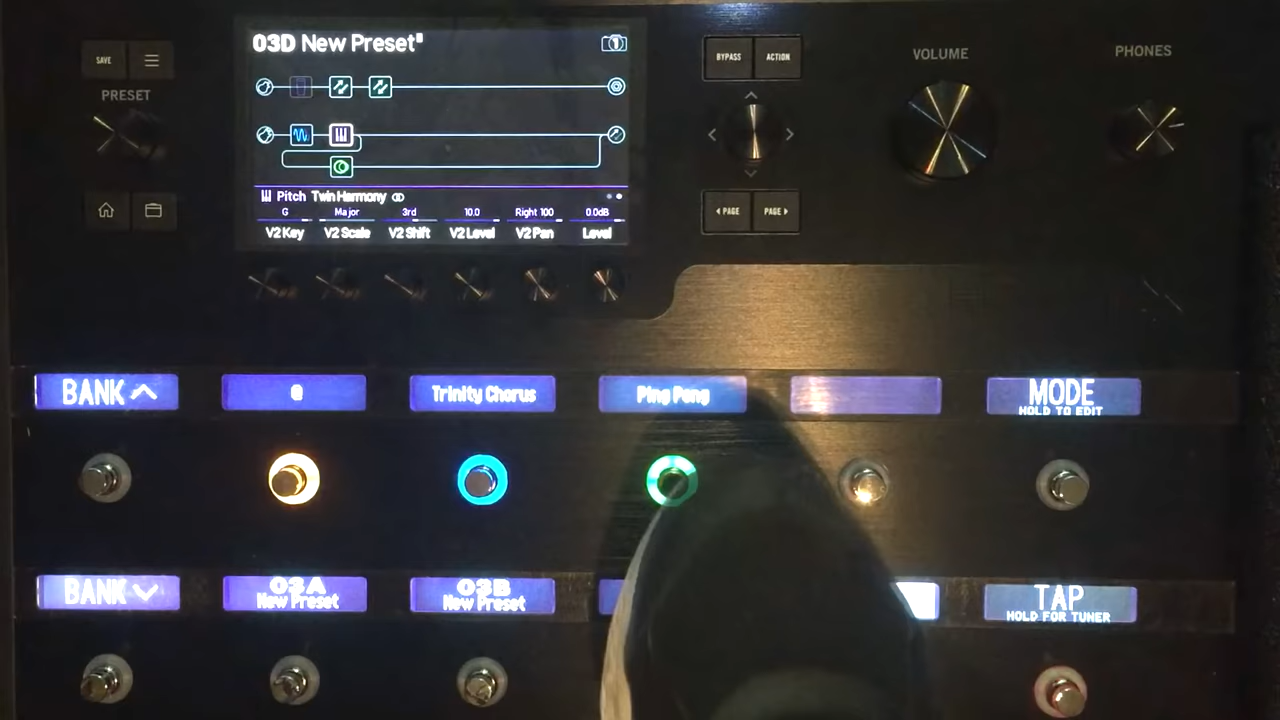 SAVE
PRESET
03D New Preset
1
Pitch Twin Harmony
G Major 3rd 10.0 Right 100 0.0dB
V2 Key V2 Scale V2 Shift V2 Level V2 Pan Level
BYPASS ACTION
◀ PAGE PAGE ▶
VOLUME
PHONES
BANK
Trinity Chorus
Ping Pong
MODE
HOLD TO EDIT
BANK
03A
New Preset
03B
New Preset
TAP
HOLD FOR TUNER